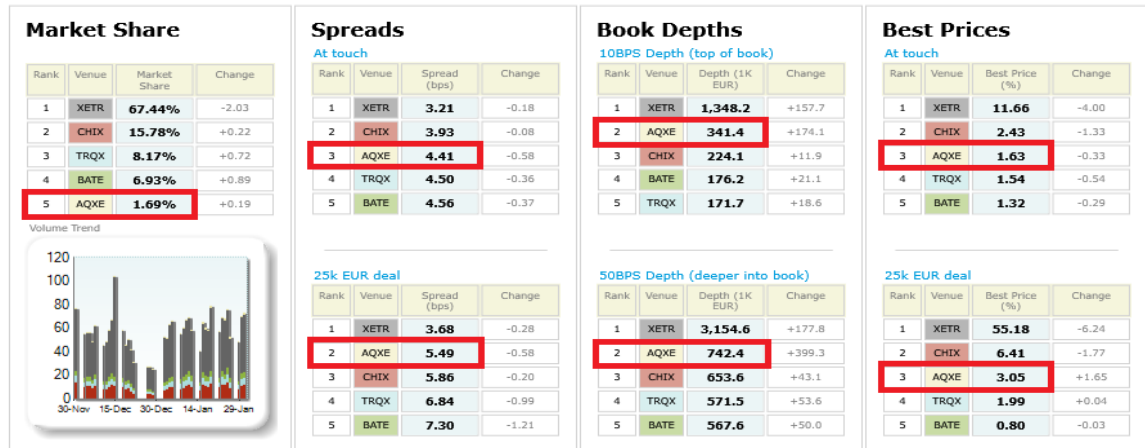 Market Share
Rank Venue Market Share Change
1 XETR 67.44% -2.03
2 CHIX 15.78% +0.22
3 TRQX 8.17% +0.72
4 BATE 6.93% +0.89
5 AQXE 1.69% +0.19
Volume Trend
120
100
80
60
40
20
0
30-Nov 15-Dec 30-Dec 14-Jan 29-Jan
Spreads
At touch
Rank Venue Spread (bps) Change
1 XETR 3.21 -0.18
2 CHIX 3.93 -0.08
3 AQXE 4.41 -0.58
4 TRQX 4.50 -0.36
5 BATE 4.56 -0.37
25k EUR deal
Rank Venue Spread (bps) Change
1 XETR 3.68 -0.28
2 AQXE 5.49 -0.58
3 CHIX 5.86 -0.20
4 TRQX 6.84 -0.99
5 BATE 7.30 -1.21
Book Depths
10BPS Depth (top of book)
Rank Venue Depth (1K EUR) Change
1 XETR 1,348.2 +157.7
2 AQXE 341.4 +174.1
3 CHIX 224.1 +11.9
4 BATE 176.2 +21.1
5 TRQX 171.7 +18.6
50BPS Depth (deeper into book)
Rank Venue Depth (1K EUR) Change
1 XETR 3,154.6 +177.8
2 AQXE 742.4 +399.3
3 CHIX 653.6 +43.1
4 TRQX 571.5 +53.6
5 BATE 567.6 +50.0
Best Prices
At touch
Rank Venue Best Price (%) Change
1 XETR 11.66 -4.00
2 CHIX 2.43 -1.33
3 AQXE 1.63 -0.33
4 TRQX 1.54 -0.54
5 BATE 1.32 -0.29
25k EUR deal
Rank Venue Best Price (%) Change
1 XETR 55.18 -6.24
2 CHIX 6.41 -1.77
3 AQXE 3.05 +1.65
4 TRQX 1.99 +0.04
5 BATE 0.80 -0.03